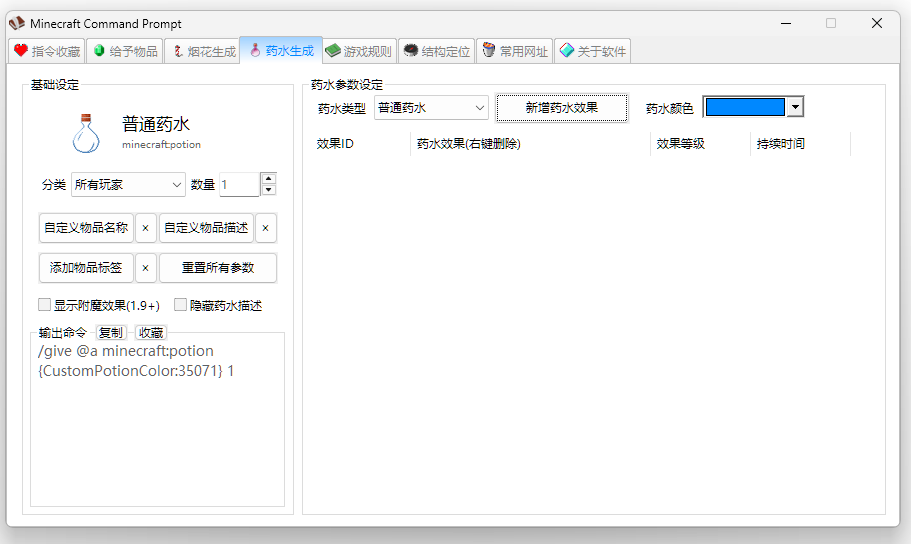 Minecraft Command Prompt
指令收藏 给予物品 烟花生成 药水生成 游戏规则 结构定位 常用网址 关于软件
基础设定
普通药水
minecraft:potion
分类 所有玩家 数量 1
自定义物品名称 × 自定义物品描述 ×
添加物品标签 × 重置所有参数
显示附魔效果(1.9+) 隐藏药水描述
输出命令 复制 收藏
/give @a minecraft:potion
{CustomPotionColor:35071} 1
药水参数设定
药水类型 普通药水 新增药水效果 药水颜色
效果ID 药水效果(右键删除) 效果等级 持续时间